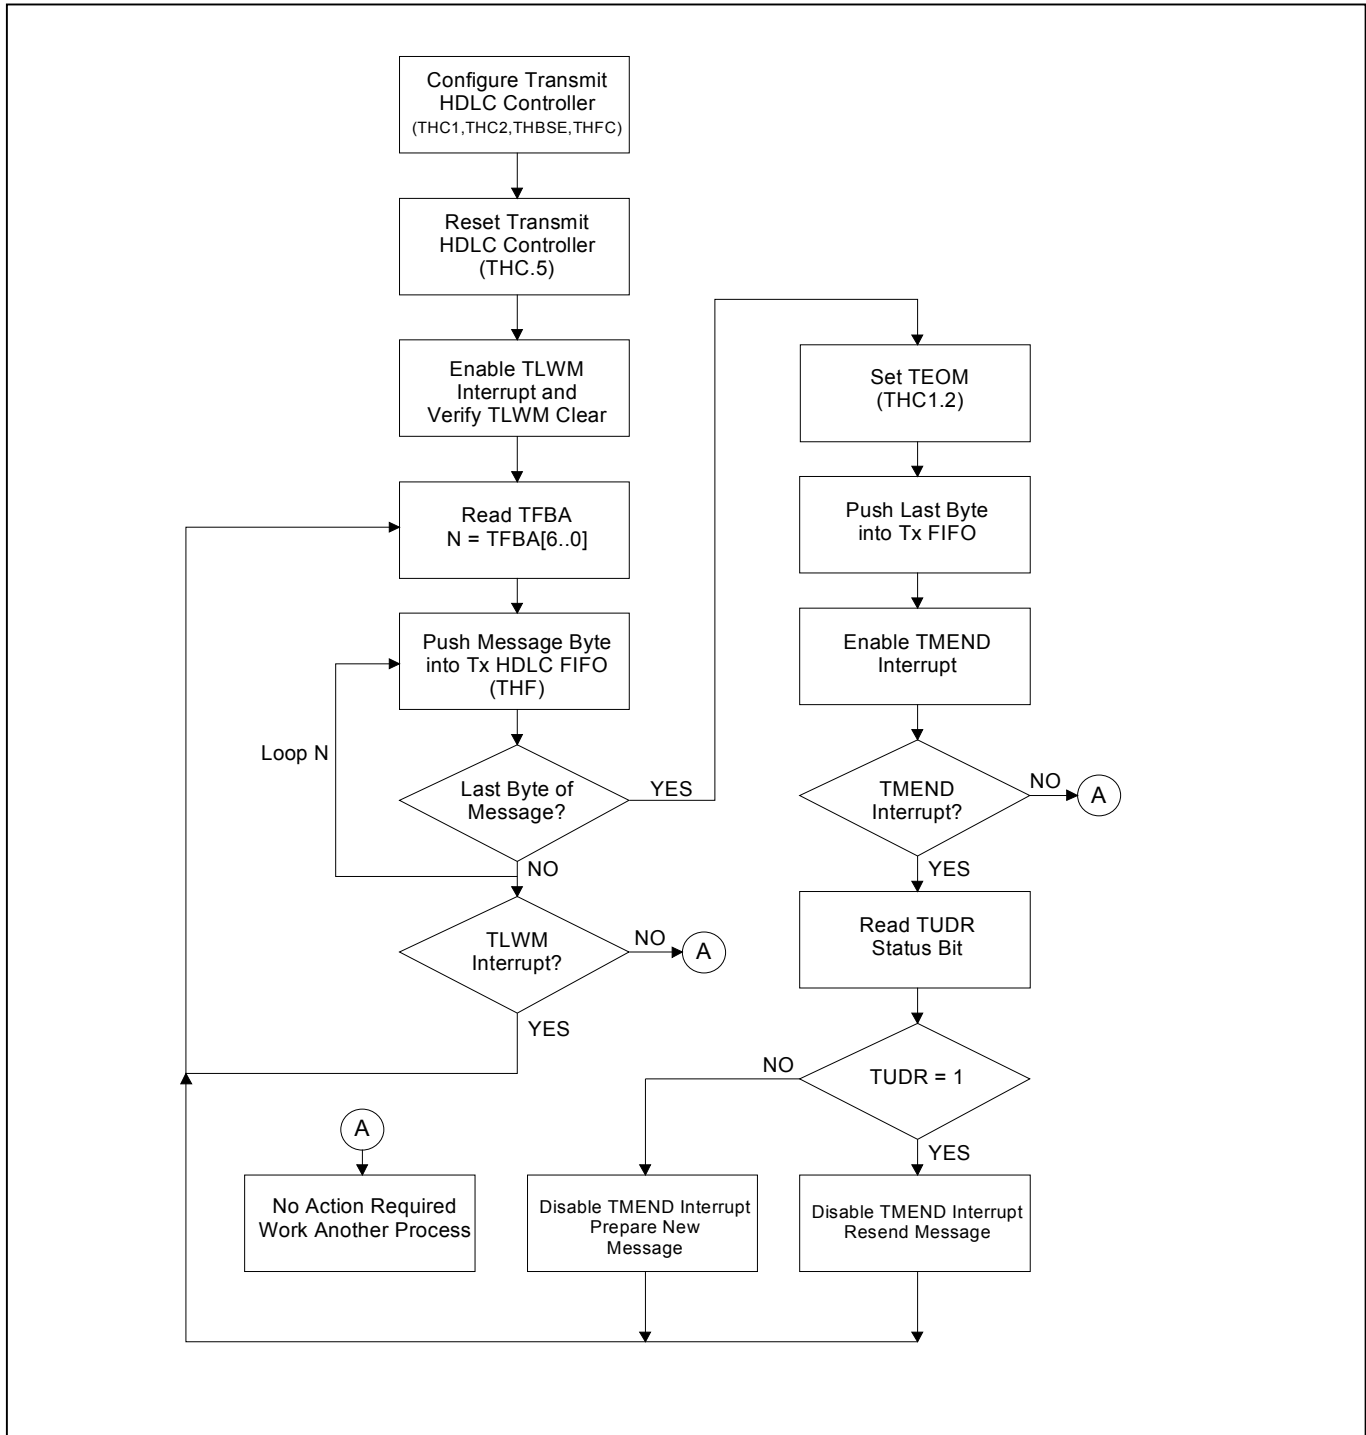 Configure Transmit
HDLC Controller
(THC1,THC2,THBSE,THFC)
Reset Transmit
HDLC Controller
(THC.5)
Enable TLWM
Interrupt and
Verify TLWM Clear
Read TFBA
N = TFBA[6..0]
Push Message Byte
into Tx HDLC FIFO
(THF)
Loop N
Last Byte of
Message?
YES
NO
TLWM
Interrupt?
NO
A
YES
A
No Action Required
Work Another Process
Set TEOM
(THC1.2)
Push Last Byte
into Tx FIFO
Enable TMEND
Interrupt
TMEND
Interrupt?
NO
A
YES
Read TUDR
Status Bit
TUDR = 1
NO
YES
Disable TMEND Interrupt
Prepare New
Message
Disable TMEND Interrupt
Resend Message